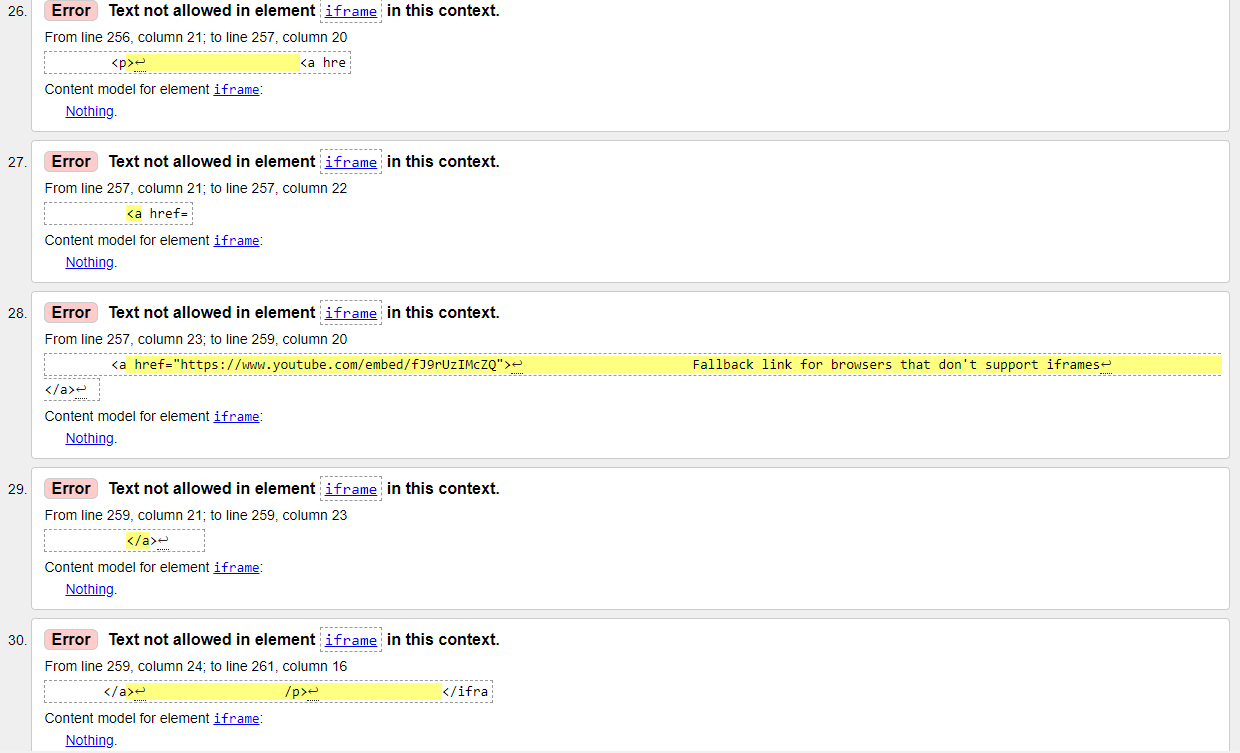 26. Error Text not allowed in element iframe in this context.
From line 256, column 21; to line 257, column 20
<p>↩ <a hre
Content model for element iframe:
Nothing.
27. Error Text not allowed in element iframe in this context.
From line 257, column 21; to line 257, column 22
<a href=
Content model for element iframe:
Nothing.
28. Error Text not allowed in element iframe in this context.
From line 257, column 23; to line 259, column 20
<a href="https://www.youtube.com/embed/fJ9rUzIMcZQ">↩ Fallback link for browsers that don't support iframes↩
</a>↩
Content model for element iframe:
Nothing.
29. Error Text not allowed in element iframe in this context.
From line 259, column 21; to line 259, column 23
</a>↩
Content model for element iframe:
Nothing.
30. Error Text not allowed in element iframe in this context.
From line 259, column 24; to line 261, column 16
</a>↩ /p>↩ </ifra
Content model for element iframe:
Nothing.